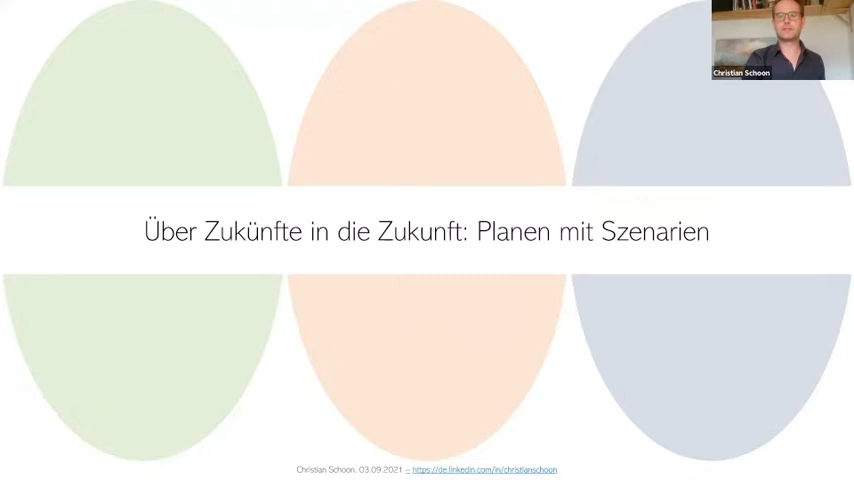 Christian Schoon
Über Zukünfte in die Zukunft: Planen mit Szenarien
Christian Schoon, 03.09.2021 – https://de.linkedin.com/in/christianschoon